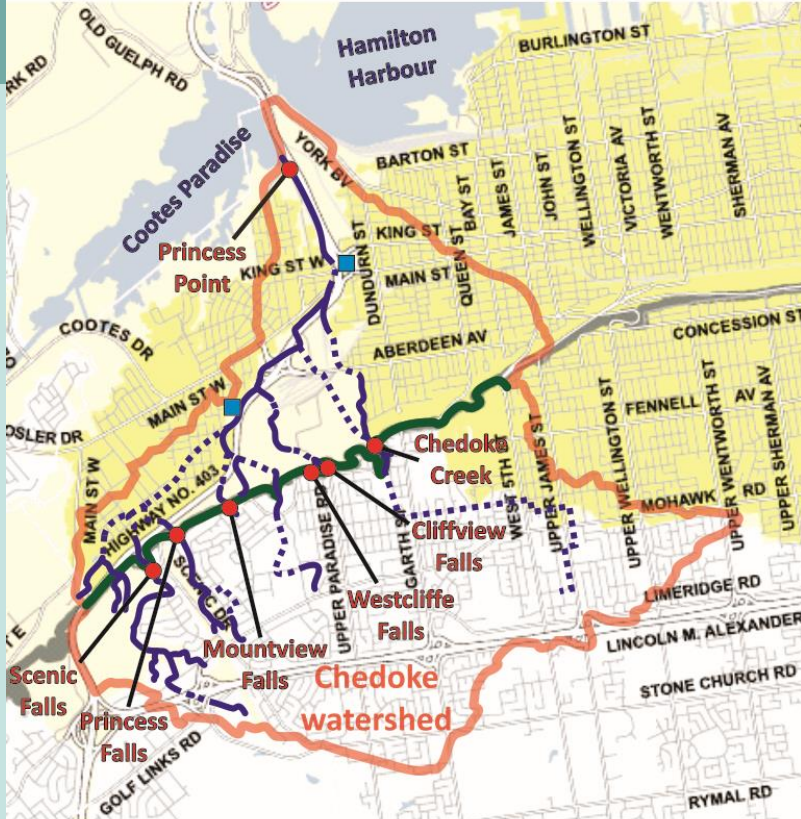 OLD GUELPH RD
RK RD
Hamilton
Harbour
BURLINGTON ST
Cootes Paradise
YORK BV
BARTON ST
BAY ST
JAMES ST
JOHN ST
WELLINGTON ST
VICTORIA AV
WENTWORTH ST
SHERMAN AV
Princess
Point
KING ST W
DUNDURN ST
KING ST
MAIN ST
QUEEN ST
COOTES DR
ABERDEEN AV
CONCESSION ST
MAIN ST W
OSLER DR
FENNELL AV
Chedoke
Creek
MAIN ST W
HIGHWAY NO. 403
UPPER PARADISE RD
GARTH ST
WEST 5TH
UPPER JAMES ST
UPPER WELLINGTON ST
UPPER WENTWORTH ST
UPPER SHERMAN AV
MOHAWK RD
Cliffview
Falls
SCENIC DR
Westcliffe
Falls
LIMERIDGE RD
LINCOLN M. ALEXANDER
Mountview
Falls
Scenic
Falls
Princess
Falls
Chedoke
watershed
STONE CHURCH RD
GOLF LINKS RD
RYMAL RD